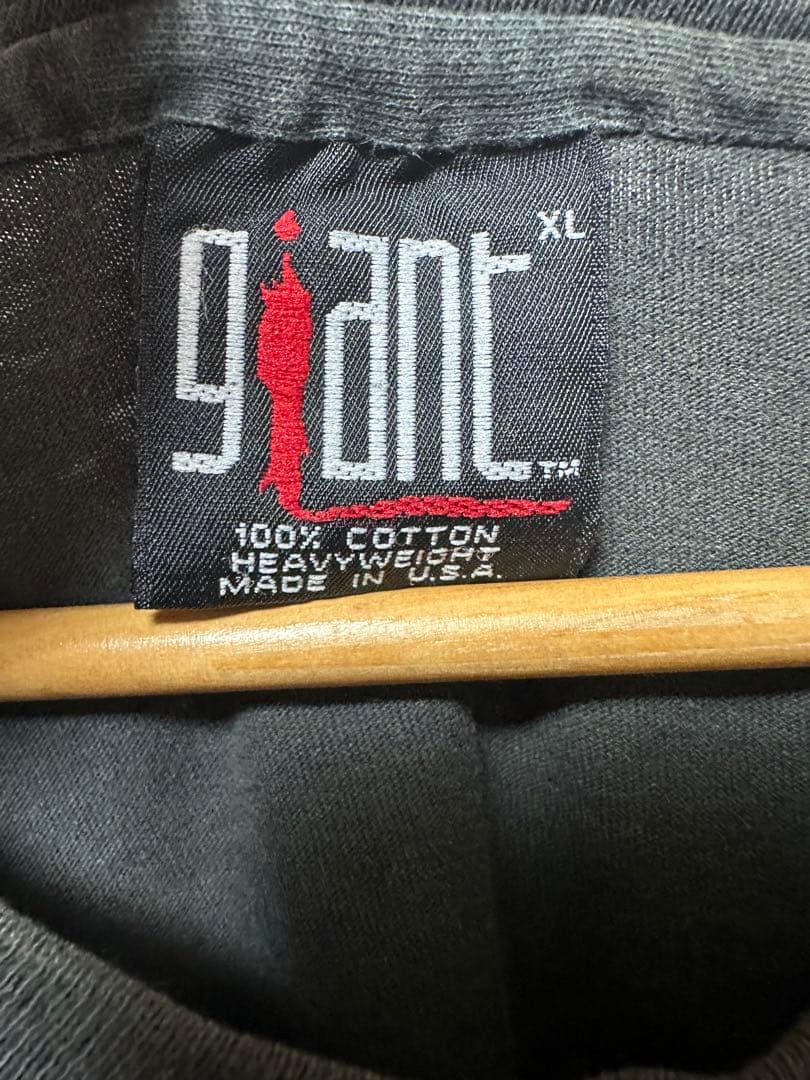 giant XL
TM
100% COTTON
HEAVYWEIGHT
MADE IN U.S.A.